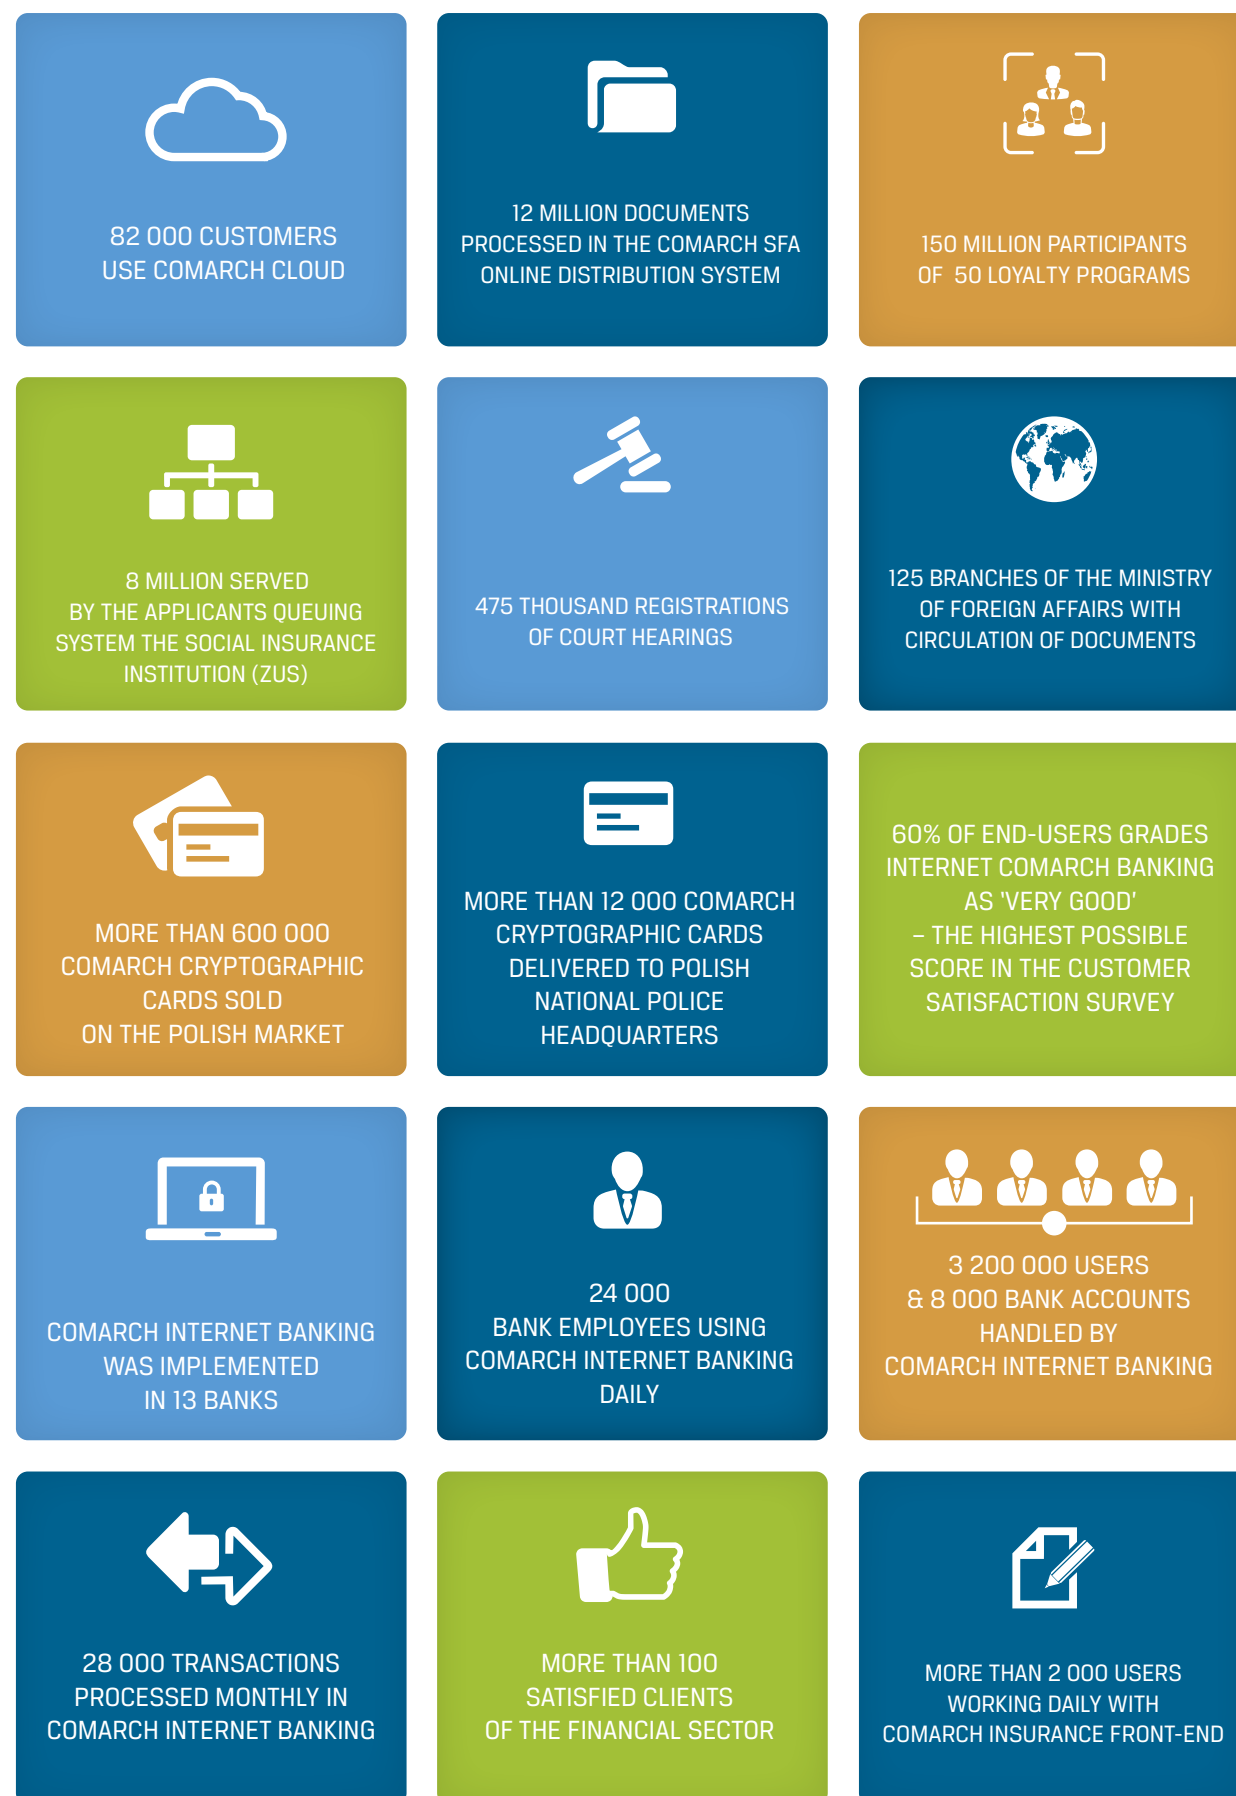 82 000 CUSTOMERS
USE COMARCH CLOUD
12 MILLION DOCUMENTS
PROCESSED IN THE COMARCH SFA
ONLINE DISTRIBUTION SYSTEM
150 MILLION PARTICIPANTS
OF 50 LOYALTY PROGRAMS
8 MILLION SERVED
BY THE APPLICANTS QUEUING
SYSTEM THE SOCIAL INSURANCE
INSTITUTION (ZUS)
475 THOUSAND REGISTRATIONS
OF COURT HEARINGS
125 BRANCHES OF THE MINISTRY
OF FOREIGN AFFAIRS WITH
CIRCULATION OF DOCUMENTS
MORE THAN 600 000
COMARCH CRYPTOGRAPHIC
CARDS SOLD
ON THE POLISH MARKET
MORE THAN 12 000 COMARCH
CRYPTOGRAPHIC CARDS
DELIVERED TO POLISH
NATIONAL POLICE
HEADQUARTERS
60% OF END-USERS GRADES
INTERNET COMARCH BANKING
AS 'VERY GOOD'
– THE HIGHEST POSSIBLE
SCORE IN THE CUSTOMER
SATISFACTION SURVEY
COMARCH INTERNET BANKING
WAS IMPLEMENTED
IN 13 BANKS
24 000
BANK EMPLOYEES USING
COMARCH INTERNET BANKING
DAILY
3 200 000 USERS
& 8 000 BANK ACCOUNTS
HANDLED BY
COMARCH INTERNET BANKING
28 000 TRANSACTIONS
PROCESSED MONTHLY IN
COMARCH INTERNET BANKING
MORE THAN 100
SATISFIED CLIENTS
OF THE FINANCIAL SECTOR
MORE THAN 2 000 USERS
WORKING DAILY WITH
COMARCH INSURANCE FRONT-END